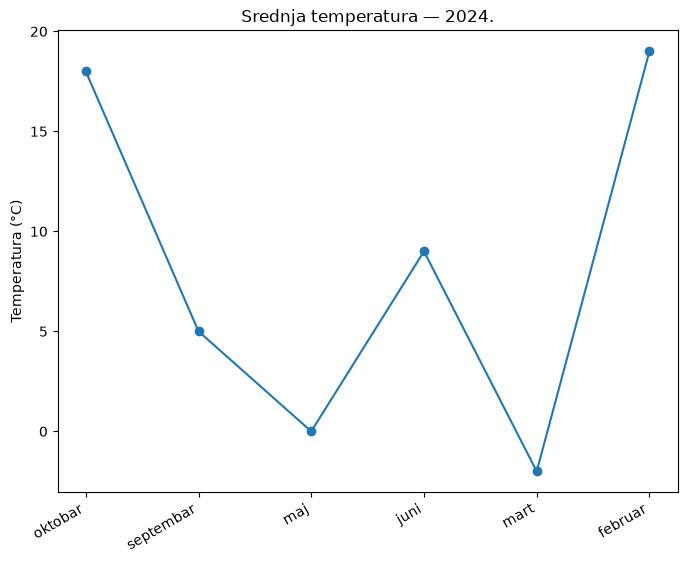 Srednja temperatura — 2024.
Temperatura (°C)
20
15
10
5
0
oktobar
septembar
maj
juni
mart
februar